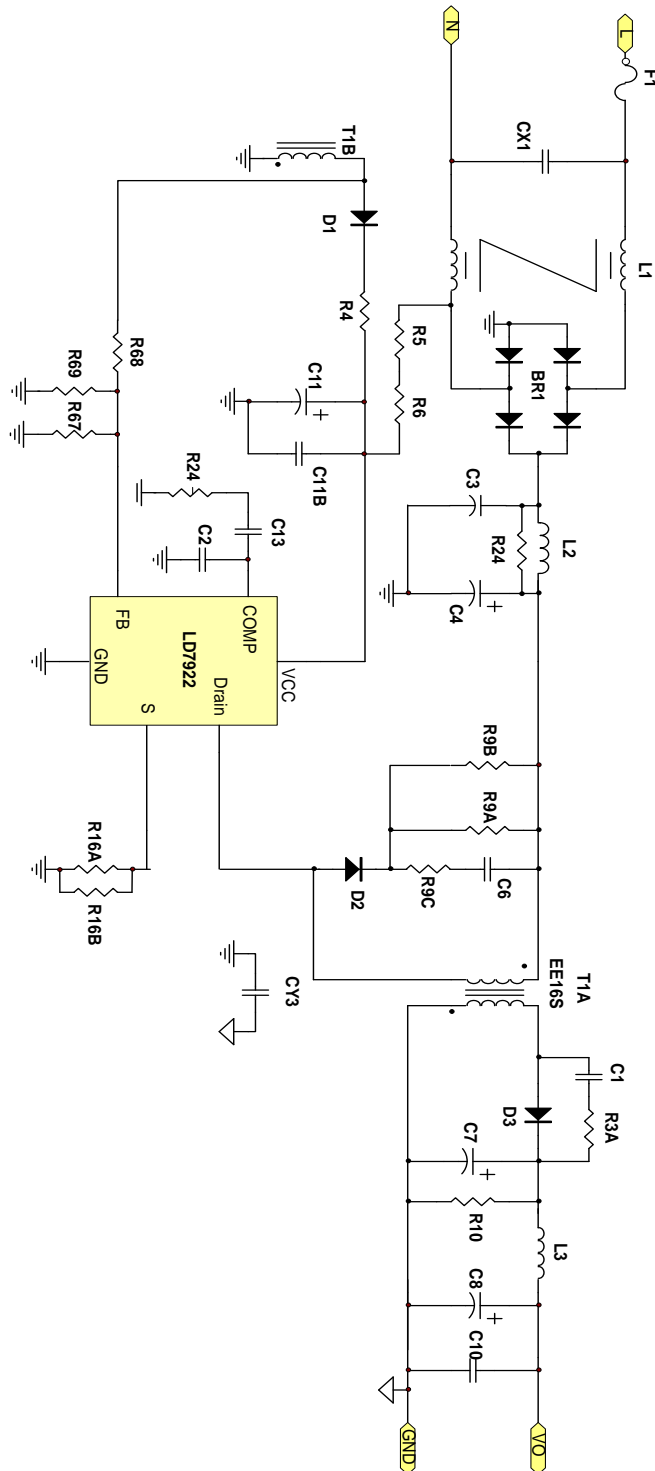 N
L
F1
CX1
L1
T1B
D1
R4
R5
R6
BR1
C11
C11B
R68
R69
R67
R24
C13
C2
C3
L2
R24
C4
FB
COMP
LD7922
VCC
GND
Drain
S
R9B
R9A
R9C
C6
D2
R16A
R16B
CY3
T1A
EE16S
C1
R3A
D3
C7
R10
L3
C8
C10
GND
VO